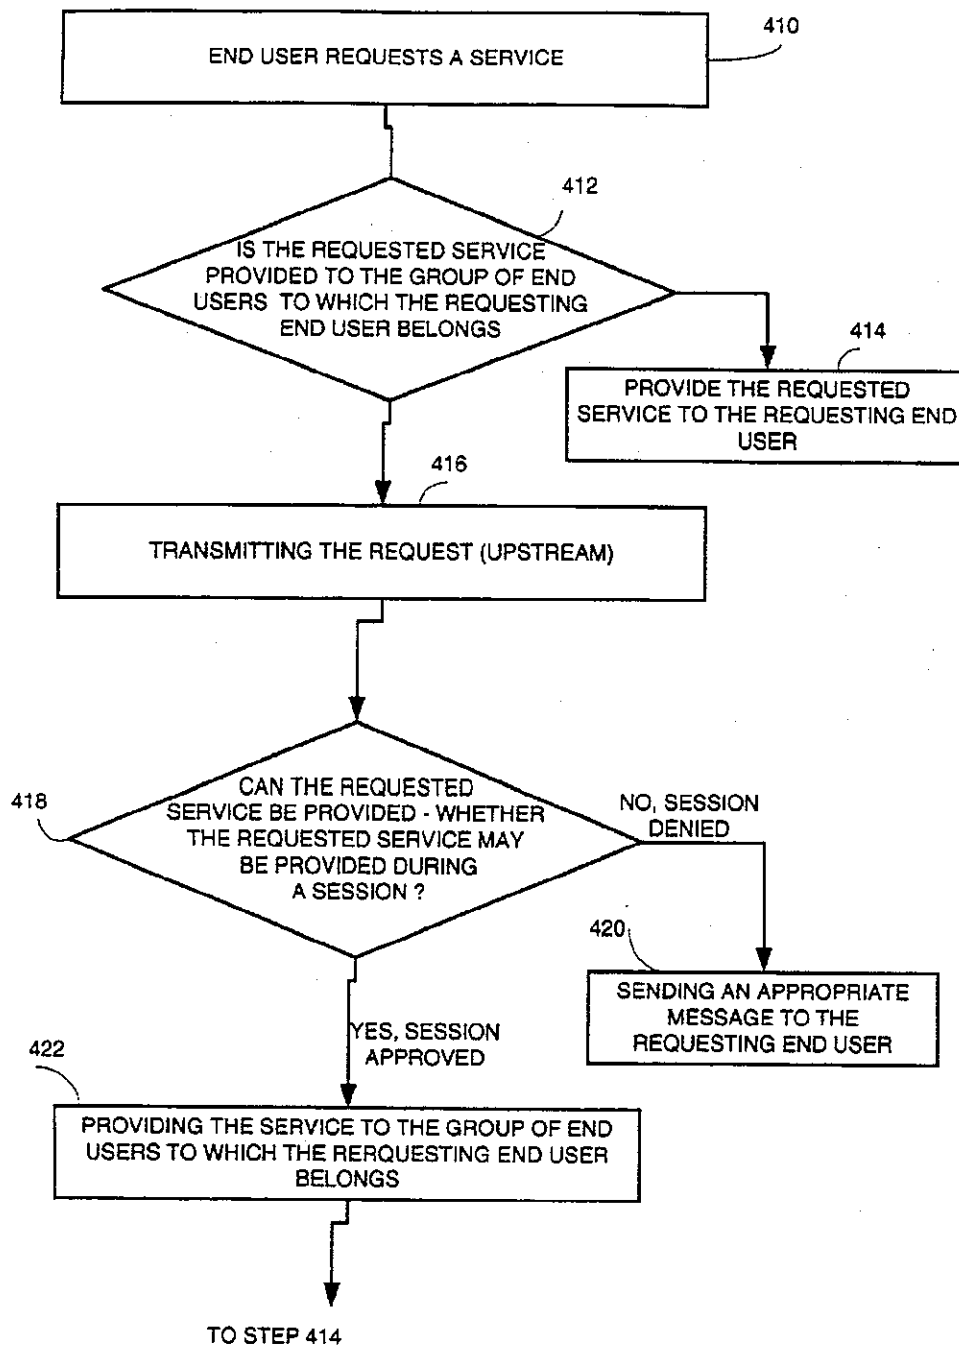 410
END USER REQUESTS A SERVICE
412
IS THE REQUESTED SERVICE
PROVIDED TO THE GROUP OF END
USERS TO WHICH THE REQUESTING
END USER BELONGS
414
PROVIDE THE REQUESTED
SERVICE TO THE REQUESTING END
USER
416
TRANSMITTING THE REQUEST (UPSTREAM)
418
CAN THE REQUESTED
SERVICE BE PROVIDED - WHETHER
THE REQUESTED SERVICE MAY
BE PROVIDED DURING
A SESSION ?
NO, SESSION
DENIED
420
SENDING AN APPROPRIATE
MESSAGE TO THE
REQUESTING END USER
YES, SESSION
APPROVED
422
PROVIDING THE SERVICE TO THE GROUP OF END
USERS TO WHICH THE RERQUESTING END USER
BELONGS
TO STEP 414